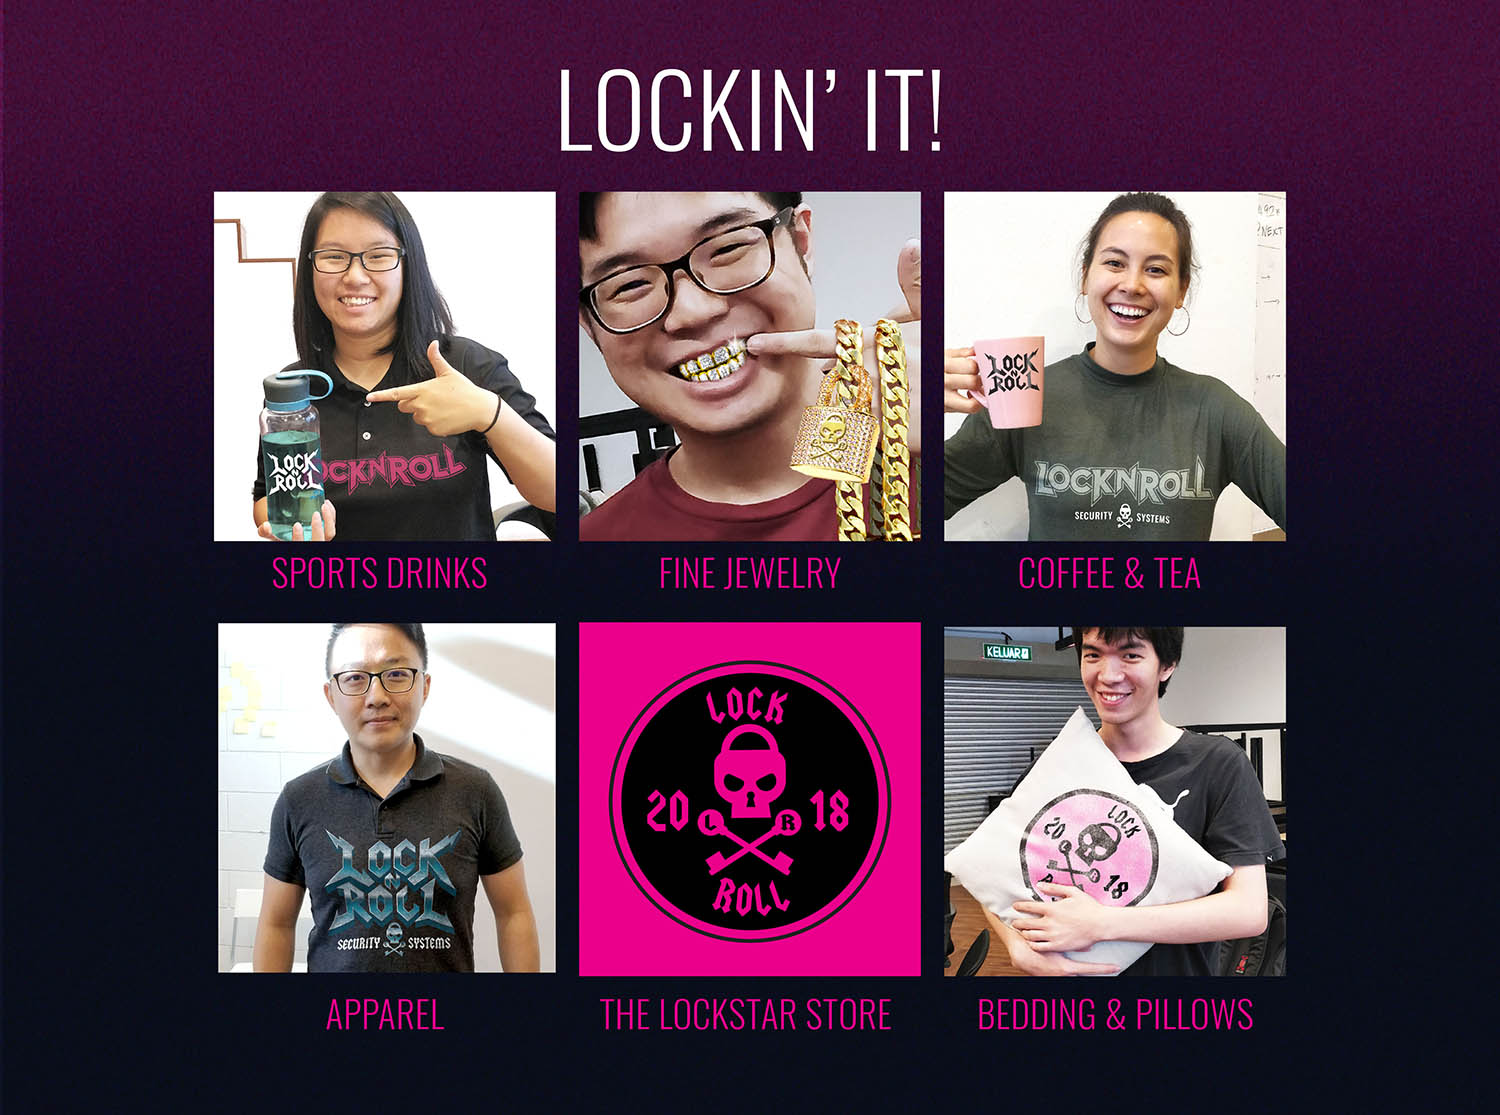 LOCKIN’ IT!
LOCK
N
ROLL
LOCKNROLL
SPORTS DRINKS
FINE JEWELRY
NEXT
LOCK
N
ROLL
LOCKNROLL
SECURITY SYSTEMS
COFFEE & TEA
LOCK
N
ROLL
SECURITY SYSTEMS
APPAREL
LOCK
20 L R 18
ROLL
THE LOCKSTAR STORE
KELUAR
LOCK
20 18
BEDDING & PILLOWS